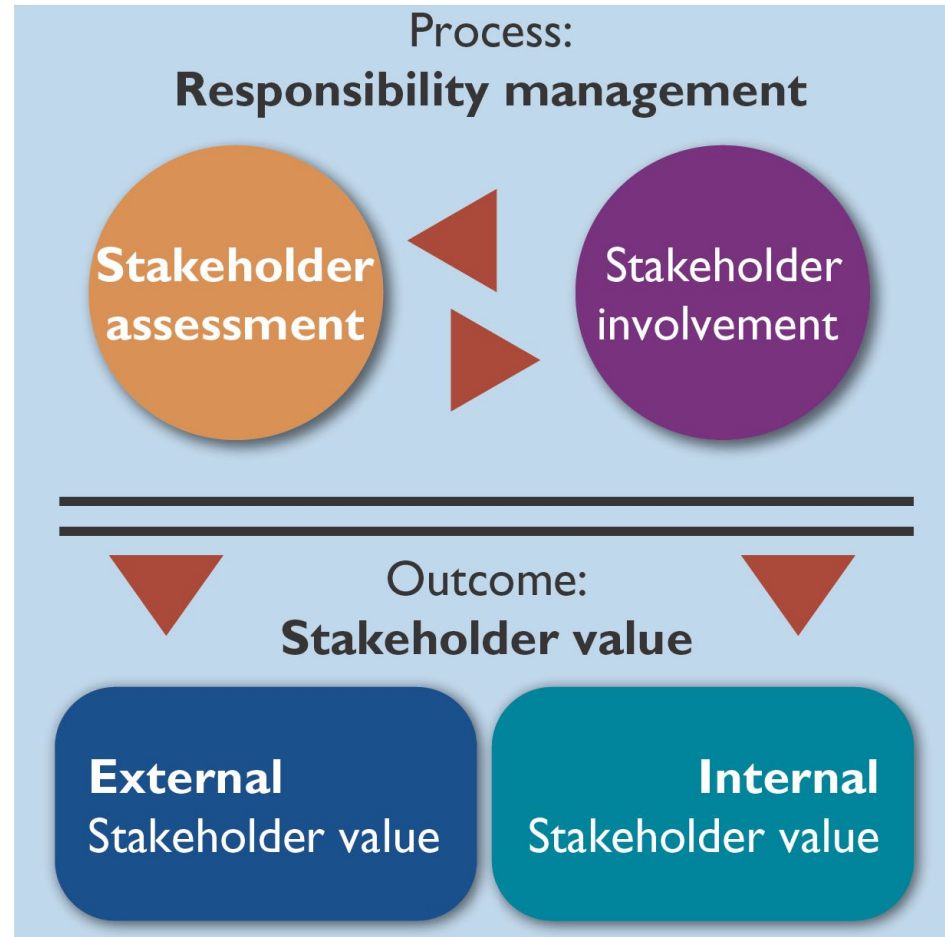 Process:
Responsibility management
Stakeholder
assessment
Stakeholder
involvement
Outcome:
Stakeholder value
External
Stakeholder value
Internal
Stakeholder value